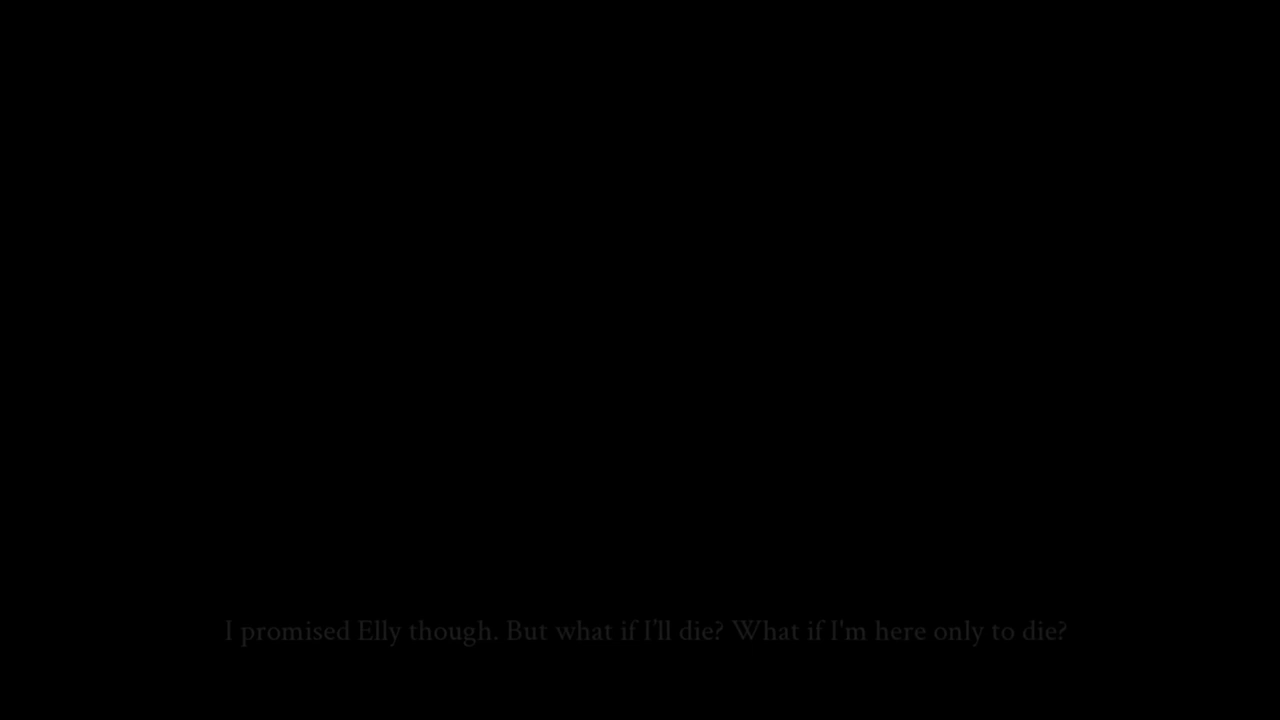 I promised Elly though. But what if I'll die? What if I'm here only to die?